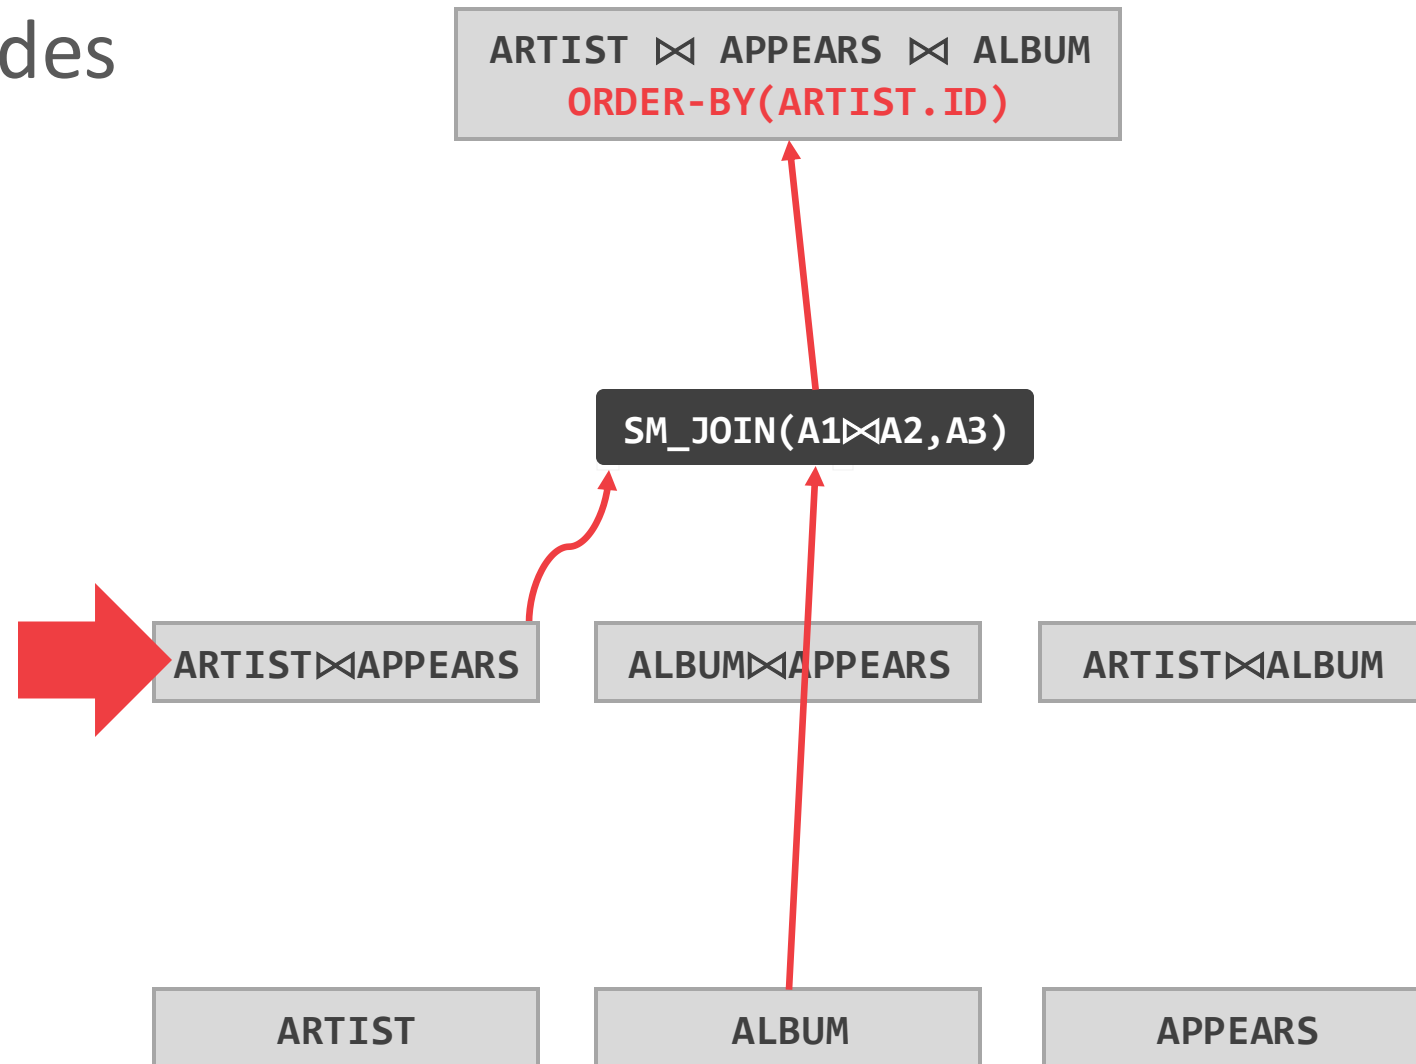 des
ARTIST ⋈ APPEARS ⋈ ALBUM
ORDER-BY(ARTIST.ID)
SM_JOIN(A1⋈A2,A3)
ARTIST⋈APPEARS
ALBUM⋈APPEARS
ARTIST⋈ALBUM
ARTIST
ALBUM
APPEARS